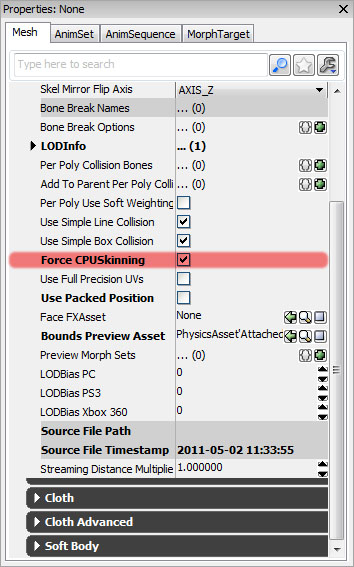 Properties: None
Mesh AnimSet AnimSequence MorphTarget
Type here to search
Skel Mirror Flip Axis AXIS_Z
Bone Break Names ... (0)
Bone Break Options ... (0)
LODInfo ... (1)
Per Poly Collision Bones ... (0)
Add To Parent Per Poly Colli ... (0)
Per Poly Use Soft Weighting
Use Simple Line Collision
Use Simple Box Collision
Force CPUSkinning
Use Full Precision UVs
Use Packed Position
Face FXAsset None
Bounds Preview Asset PhysicsAsset'Attached
Preview Morph Sets ... (0)
LODBias PC 0
LODBias PS3 0
LODBias Xbox 360 0
Source File Path
Source File Timestamp 2011-05-02 11:33:55
Streaming Distance Multiplie 1.000000
Cloth
Cloth Advanced
Soft Body